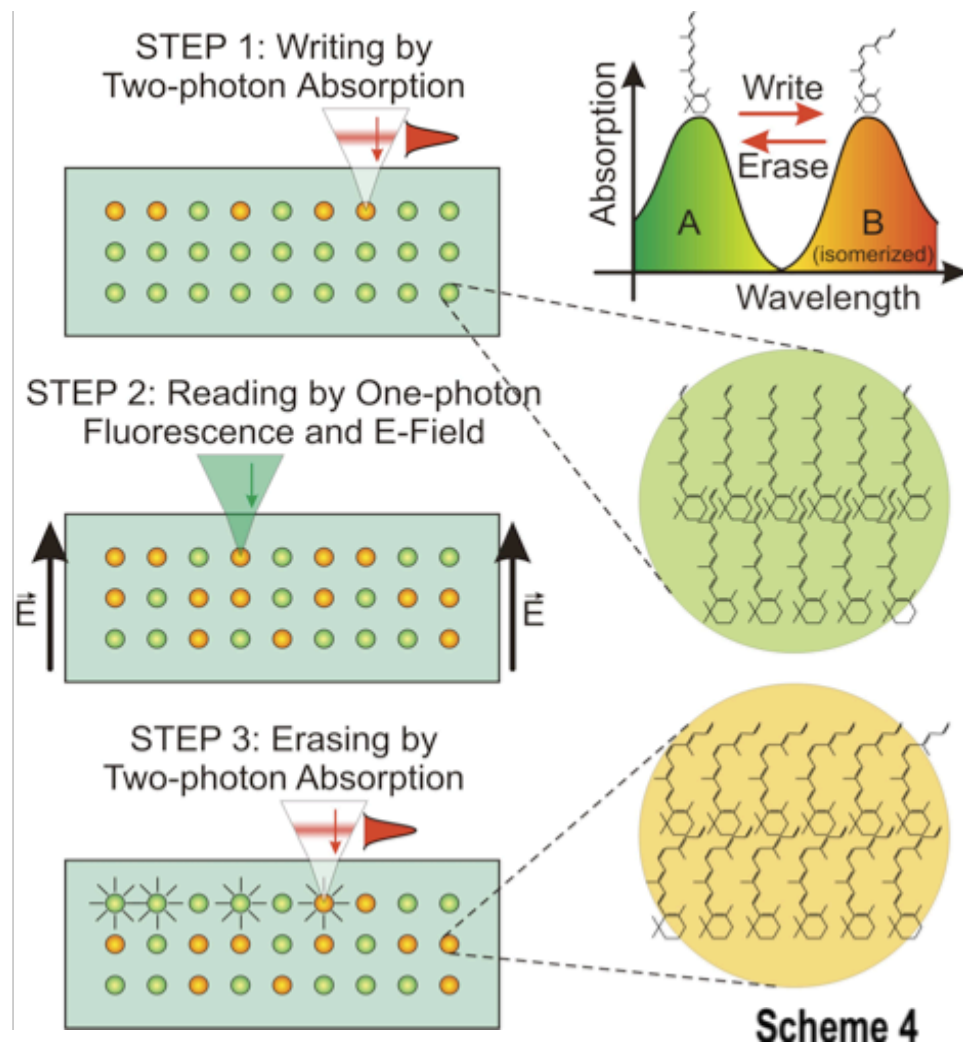 STEP 1: Writing by
Two-photon Absorption
Absorption
Write
Erase
A
B
(isomerized)
Wavelength
STEP 2: Reading by One-photon
Fluorescence and E-Field
E
E
STEP 3: Erasing by
Two-photon Absorption
Scheme 4